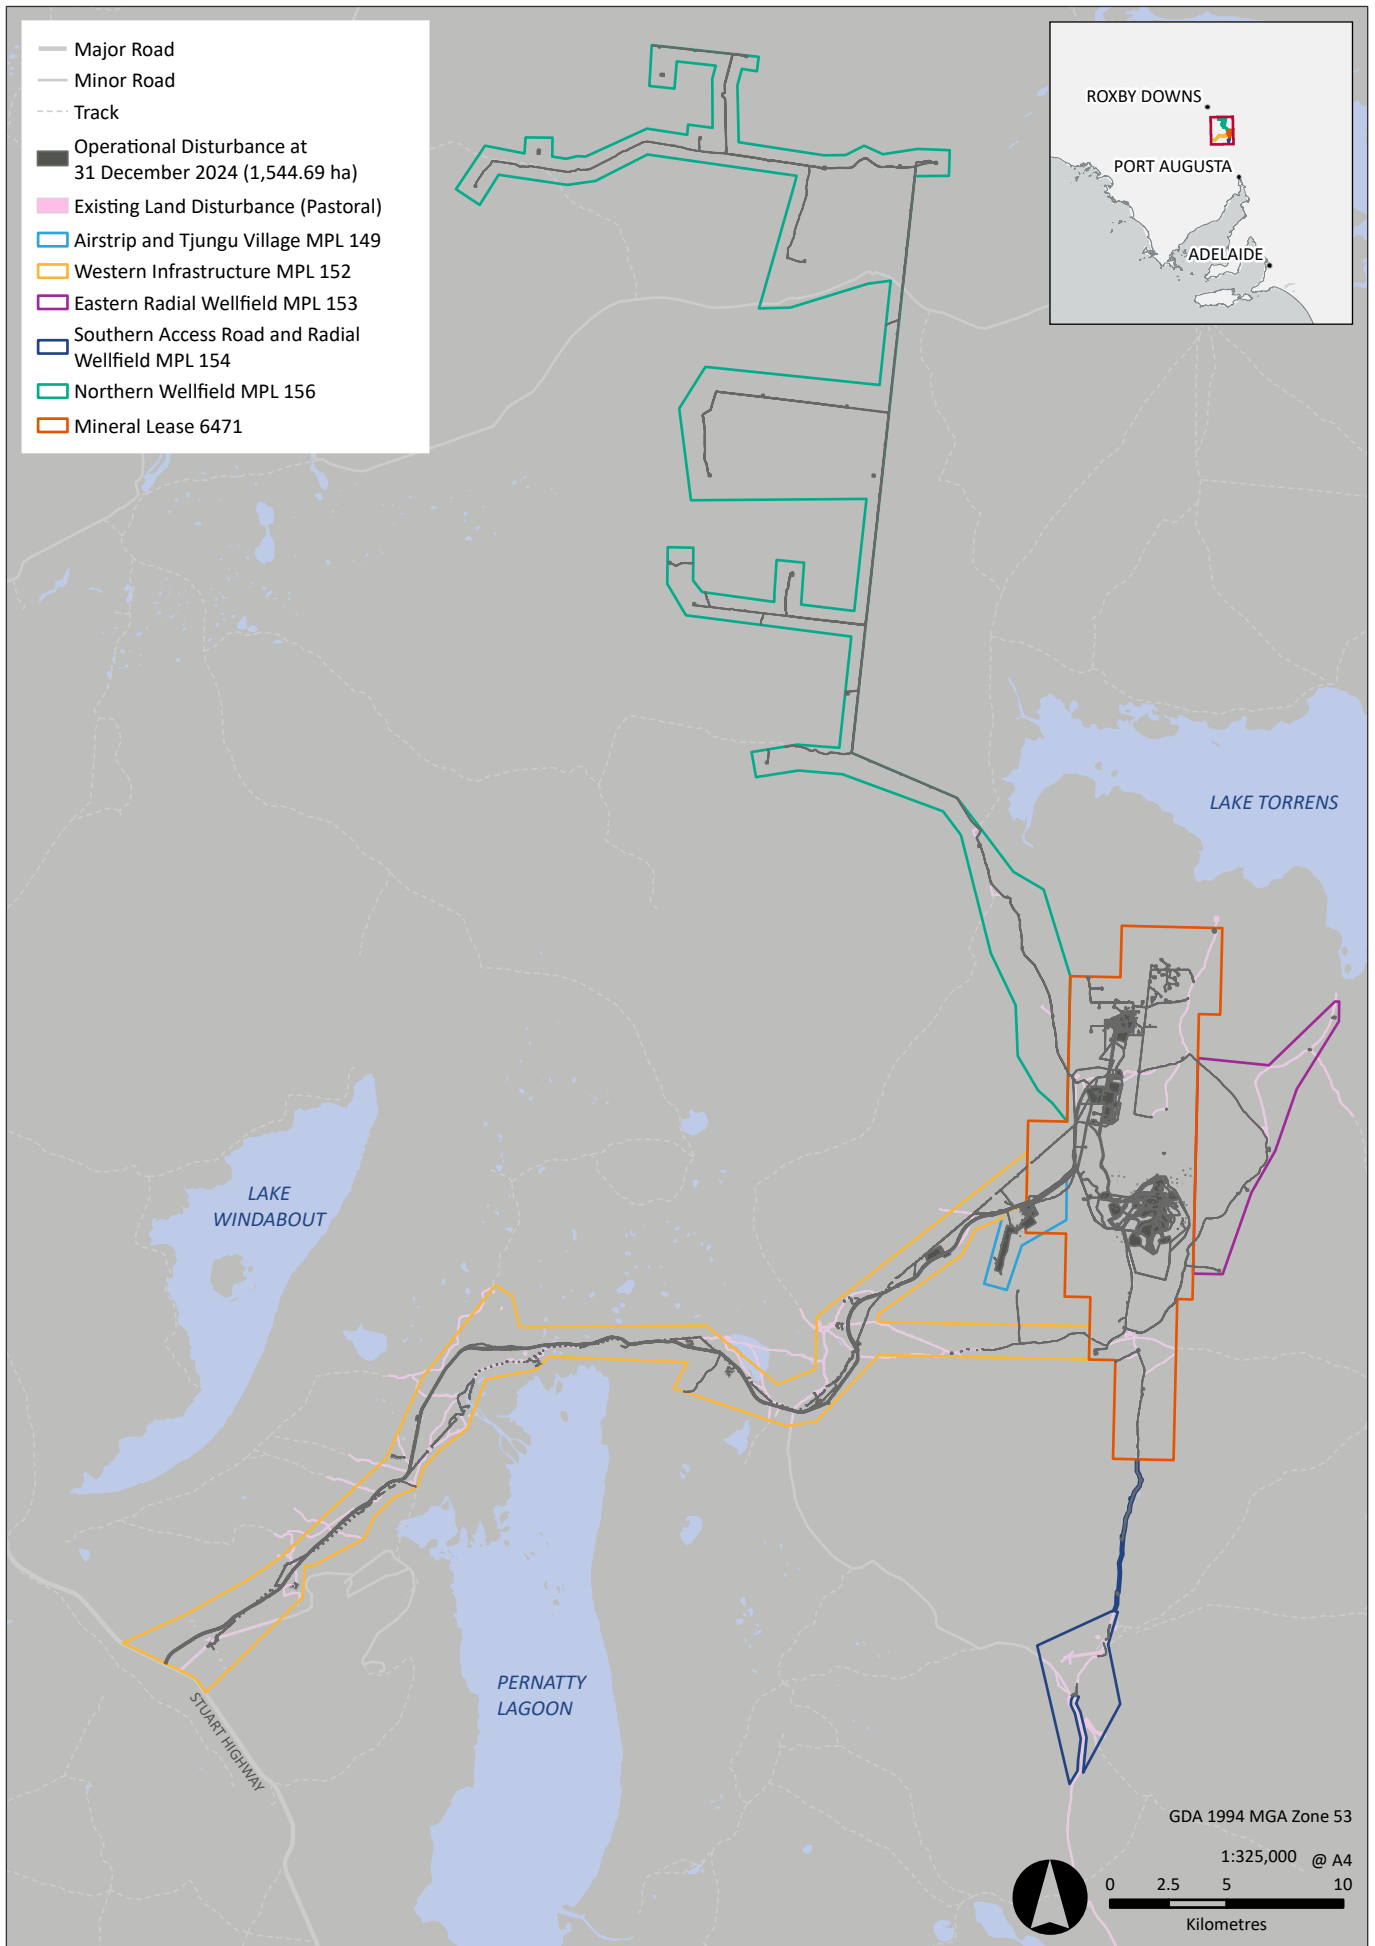 Major Road
Minor Road
Track
Operational Disturbance at
31 December 2024 (1,544.69 ha)
Existing Land Disturbance (Pastoral)
Airstrip and Tjungu Village MPL 149
Western Infrastructure MPL 152
Eastern Radial Wellfield MPL 153
Southern Access Road and Radial
Wellfield MPL 154
Northern Wellfield MPL 156
Mineral Lease 6471
ROXBY DOWNS
PORT AUGUSTA
ADELAIDE
LAKE TORRENS
LAKE
WINDABOUT
PERNATTY
LAGOON
STUART HIGHWAY
GDA 1994 MGA Zone 53
1:325,000 @ A4
0 2.5 5 10
Kilometres